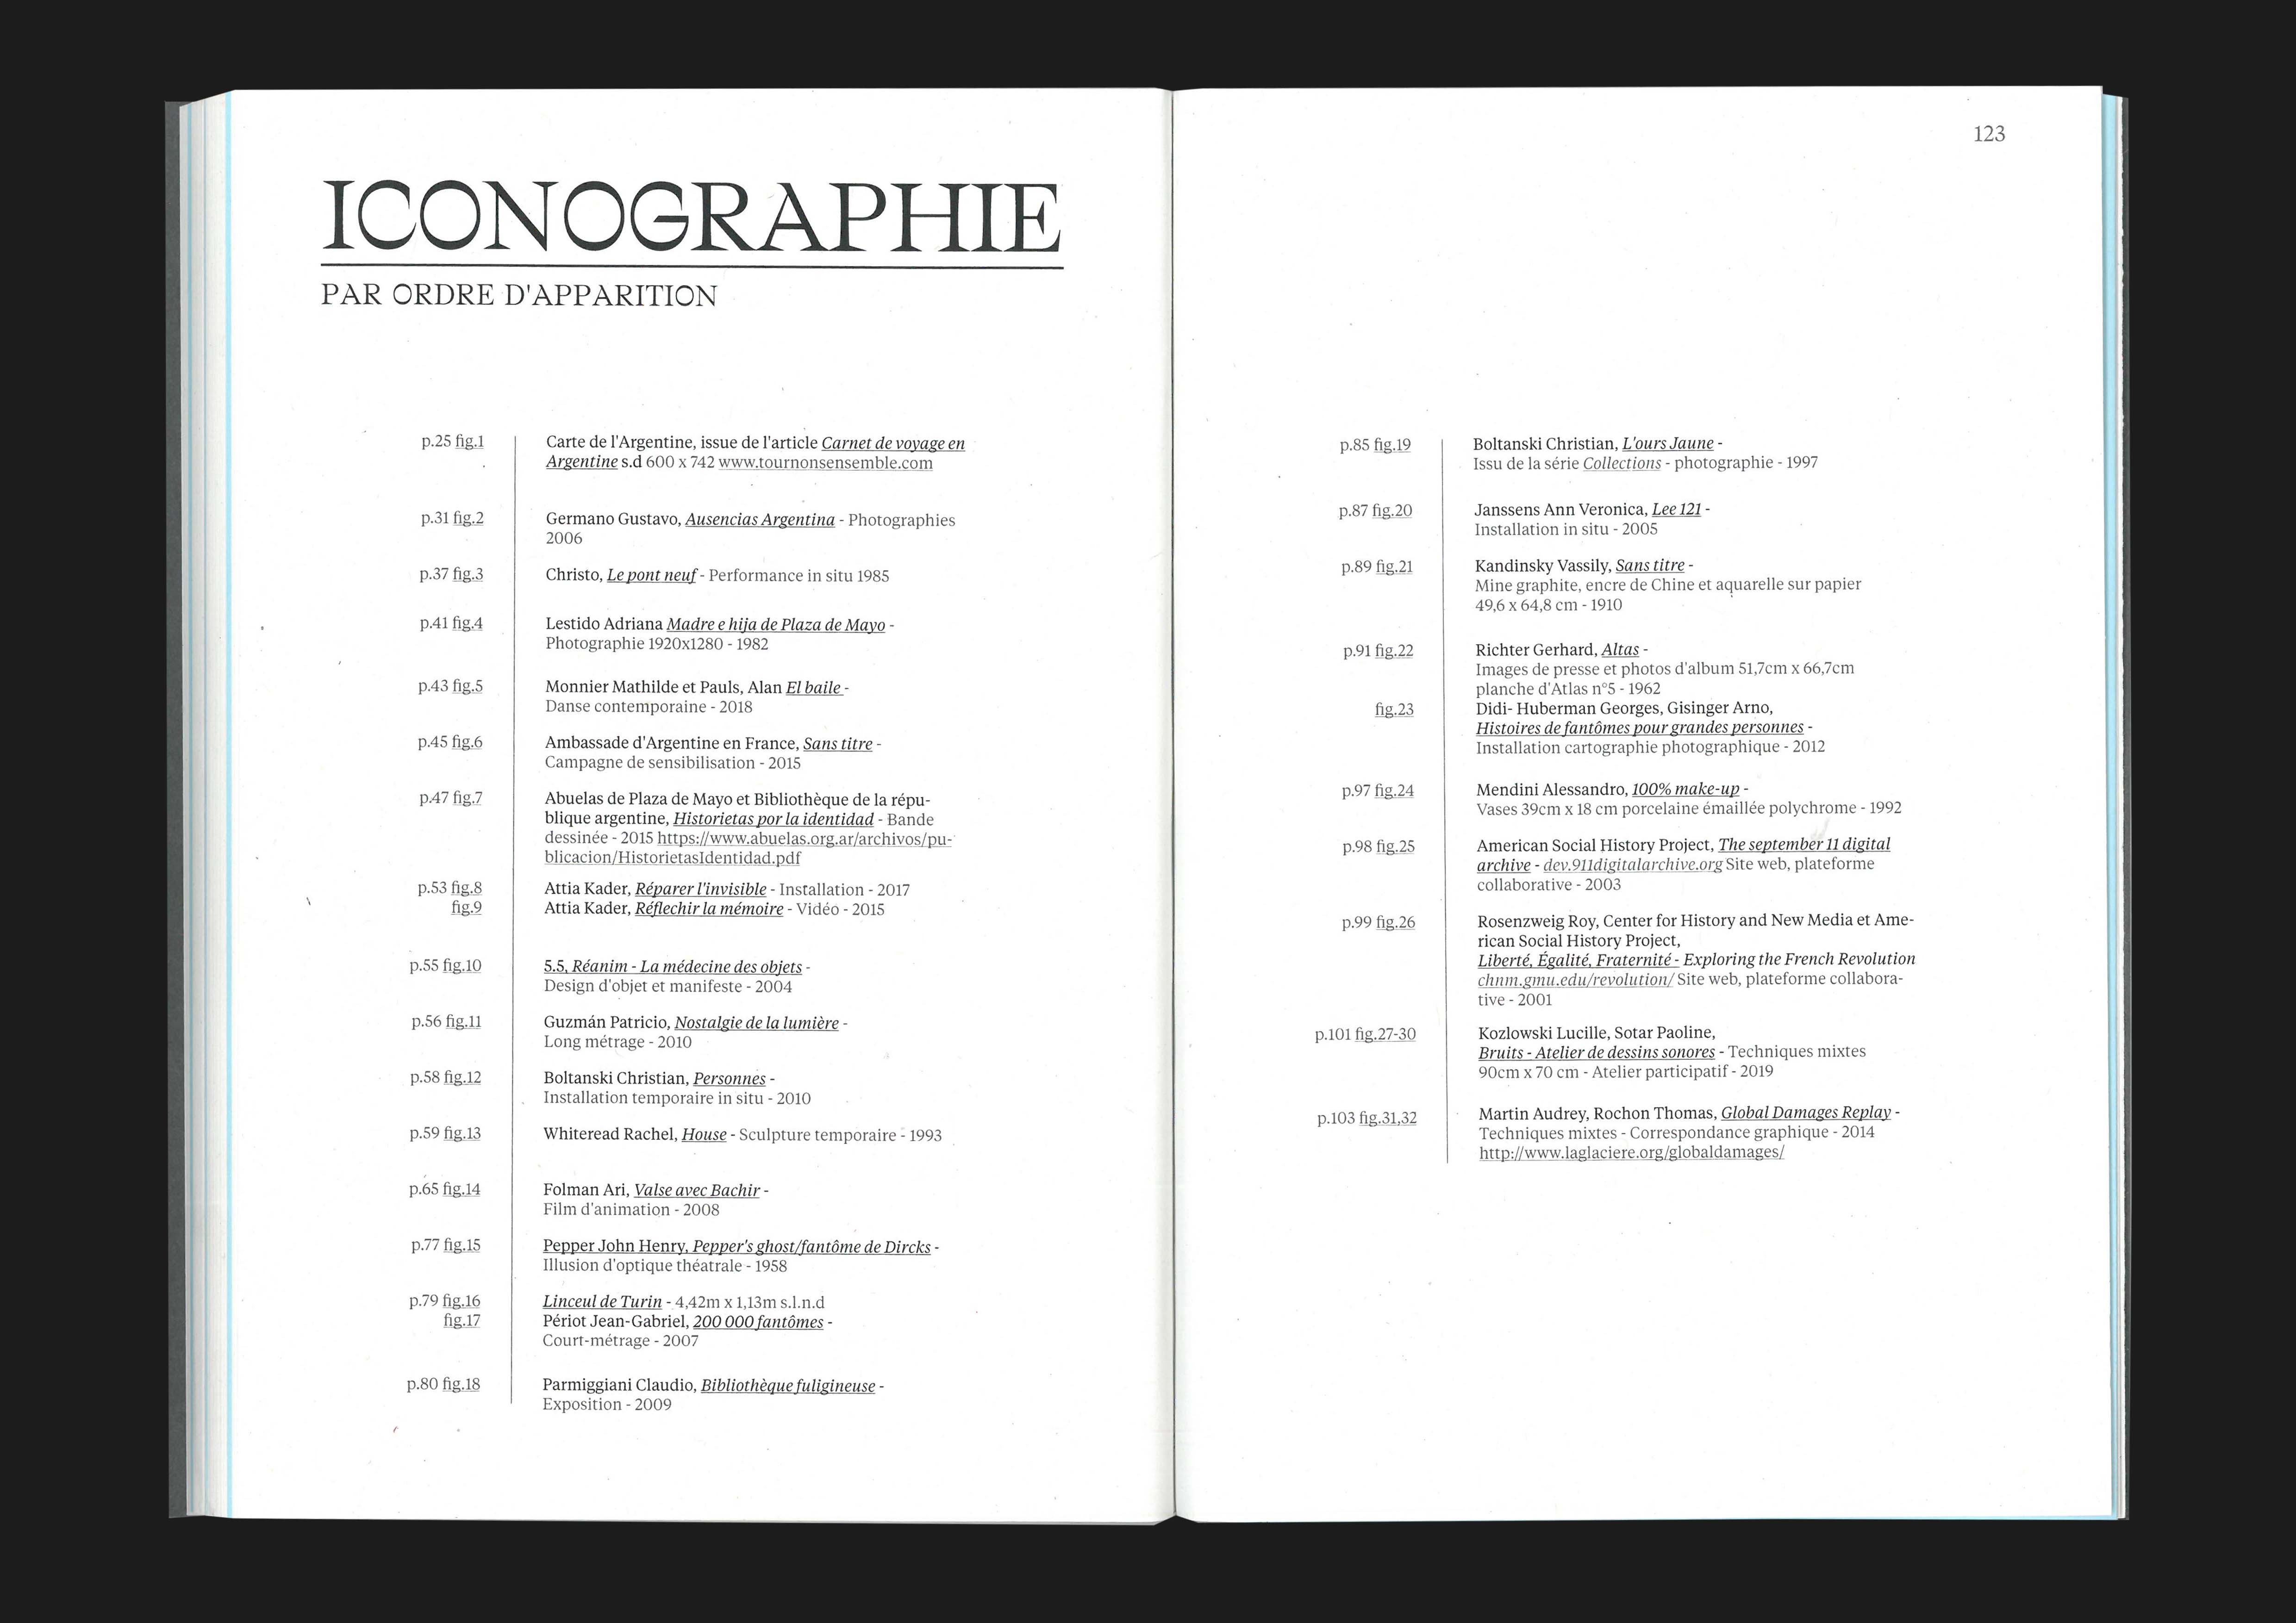 ICONOGRAPHIE
PAR ORDRE D'APPARITION
p.25 fig.1 Carte de l'Argentine, issue de l'article Carnet de voyage en
Argentine s.d 600 x 742 www.tournonsensemble.com
p.31 fig.2 Germano Gustavo, Ausencias Argentina - Photographies
2006
p.37 fig.3 Christo, Le pont neuf - Performance in situ 1985
p.41 fig.4 Lestido Adriana Madre e hija de Plaza de Mayo -
Photographie 1920x1280 - 1982
p.43 fig.5 Monnier Mathilde et Pauls, Alan El baile -
Danse contemporaine - 2018
p.45 fig.6 Ambassade d'Argentine en France, Sans titre -
Campagne de sensibilisation - 2015
p.47 fig.7 Abuelas de Plaza de Mayo et Bibliothèque de la répu-
blique argentine, Historietas por la identidad - Bande
dessinée - 2015 https://www.abuelas.org.ar/archivos/pu-
blicacion/HistorietasIdentidad.pdf
p.53 fig.8 Attia Kader, Réparer l'invisible - Installation - 2017
fig.9 Attia Kader, Réflechir la mémoire - Vidéo - 2015
p.55 fig.10 5.5, Réanim - La médecine des objets -
Design d'objet et manifeste - 2004
p.56 fig.11 Guzmán Patricio, Nostalgie de la lumière -
Long métrage - 2010
p.58 fig.12 Boltanski Christian, Personnes -
Installation temporaire in situ - 2010
p.59 fig.13 Whiteread Rachel, House - Sculpture temporaire - 1993
p.65 fig.14 Folman Ari, Valse avec Bachir -
Film d'animation - 2008
p.77 fig.15 Pepper John Henry, Pepper's ghost/fantôme de Dircks -
Illusion d'optique théatrale - 1958
p.79 fig.16 Linceul de Turin - 4,42m x 1,13m s.l.n.d
fig.17 Périot Jean-Gabriel, 200 000 fantômes -
Court-métrage - 2007
p.80 fig.18 Parmiggiani Claudio, Bibliothèque fuligineuse -
Exposition - 2009
123
p.85 fig.19 Boltanski Christian, L'ours Jaune -
Issu de la série Collections - photographie - 1997
p.87 fig.20 Janssens Ann Veronica, Lee 121 -
Installation in situ - 2005
p.89 fig.21 Kandinsky Vassily, Sans titre -
Mine graphite, encre de Chine et aquarelle sur papier
49,6 x 64,8 cm - 1910
p.91 fig.22 Richter Gerhard, Altas -
Images de presse et photos d'album 51,7cm x 66,7cm
planche d'Atlas n°5 - 1962
fig.23 Didi- Huberman Georges, Gisinger Arno,
Histoires de fantômes pour grandes personnes -
Installation cartographie photographique - 2012
p.97 fig.24 Mendini Alessandro, 100% make-up -
Vases 39cm x 18 cm porcelaine émaillée polychrome - 1992
p.98 fig.25 American Social History Project, The september 11 digital
archive - dev.911digitalarchive.org Site web, plateforme
collaborative - 2003
p.99 fig.26 Rosenzweig Roy, Center for History and New Media et Ame-
rican Social History Project,
Liberté, Égalité, Fraternité - Exploring the French Revolution
chnm.gmu.edu/revolution/ Site web, plateforme collabora-
tive - 2001
p.101 fig.27-30 Kozlowski Lucille, Sotar Paoline,
Bruits - Atelier de dessins sonores - Techniques mixtes
90cm x 70 cm - Atelier participatif - 2019
p.103 fig.31,32 Martin Audrey, Rochon Thomas, Global Damages Replay -
Techniques mixtes - Correspondance graphique - 2014
http://www.laglaciere.org/globaldamages/